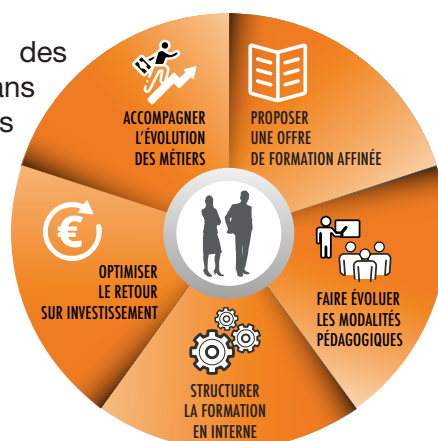 des
ans
s
ACCOMPAGNER
L'ÉVOLUTION
DES MÉTIERS
PROPOSER
UNE OFFRE
DE FORMATION AFFINÉE
€
OPTIMISER
LE RETOUR
SUR INVESTISSEMENT
FAIRE ÉVOLUER
LES MODALITÉS
PÉDAGOGIQUES
STRUCTURER
LA FORMATION
EN INTERNE